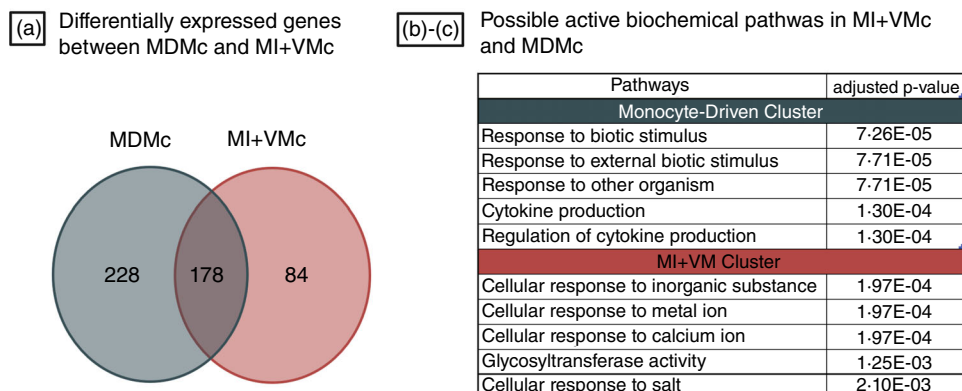 (a) Differentially expressed genes
between MDMc and MI+VMc
(b)-(c) Possible active biochemical pathwas in MI+VMc
and MDMc
MDMc MI+VMc
228 178 84
Pathways adjusted p-value
Monocyte-Driven Cluster
Response to biotic stimulus 7·26E-05
Response to external biotic stimulus 7·71E-05
Response to other organism 7·71E-05
Cytokine production 1·30E-04
Regulation of cytokine production 1·30E-04
MI+VM Cluster
Cellular response to inorganic substance 1·97E-04
Cellular response to metal ion 1·97E-04
Cellular response to calcium ion 1·97E-04
Glycosyltransferase activity 1·25E-03
Cellular response to salt 2·10E-03